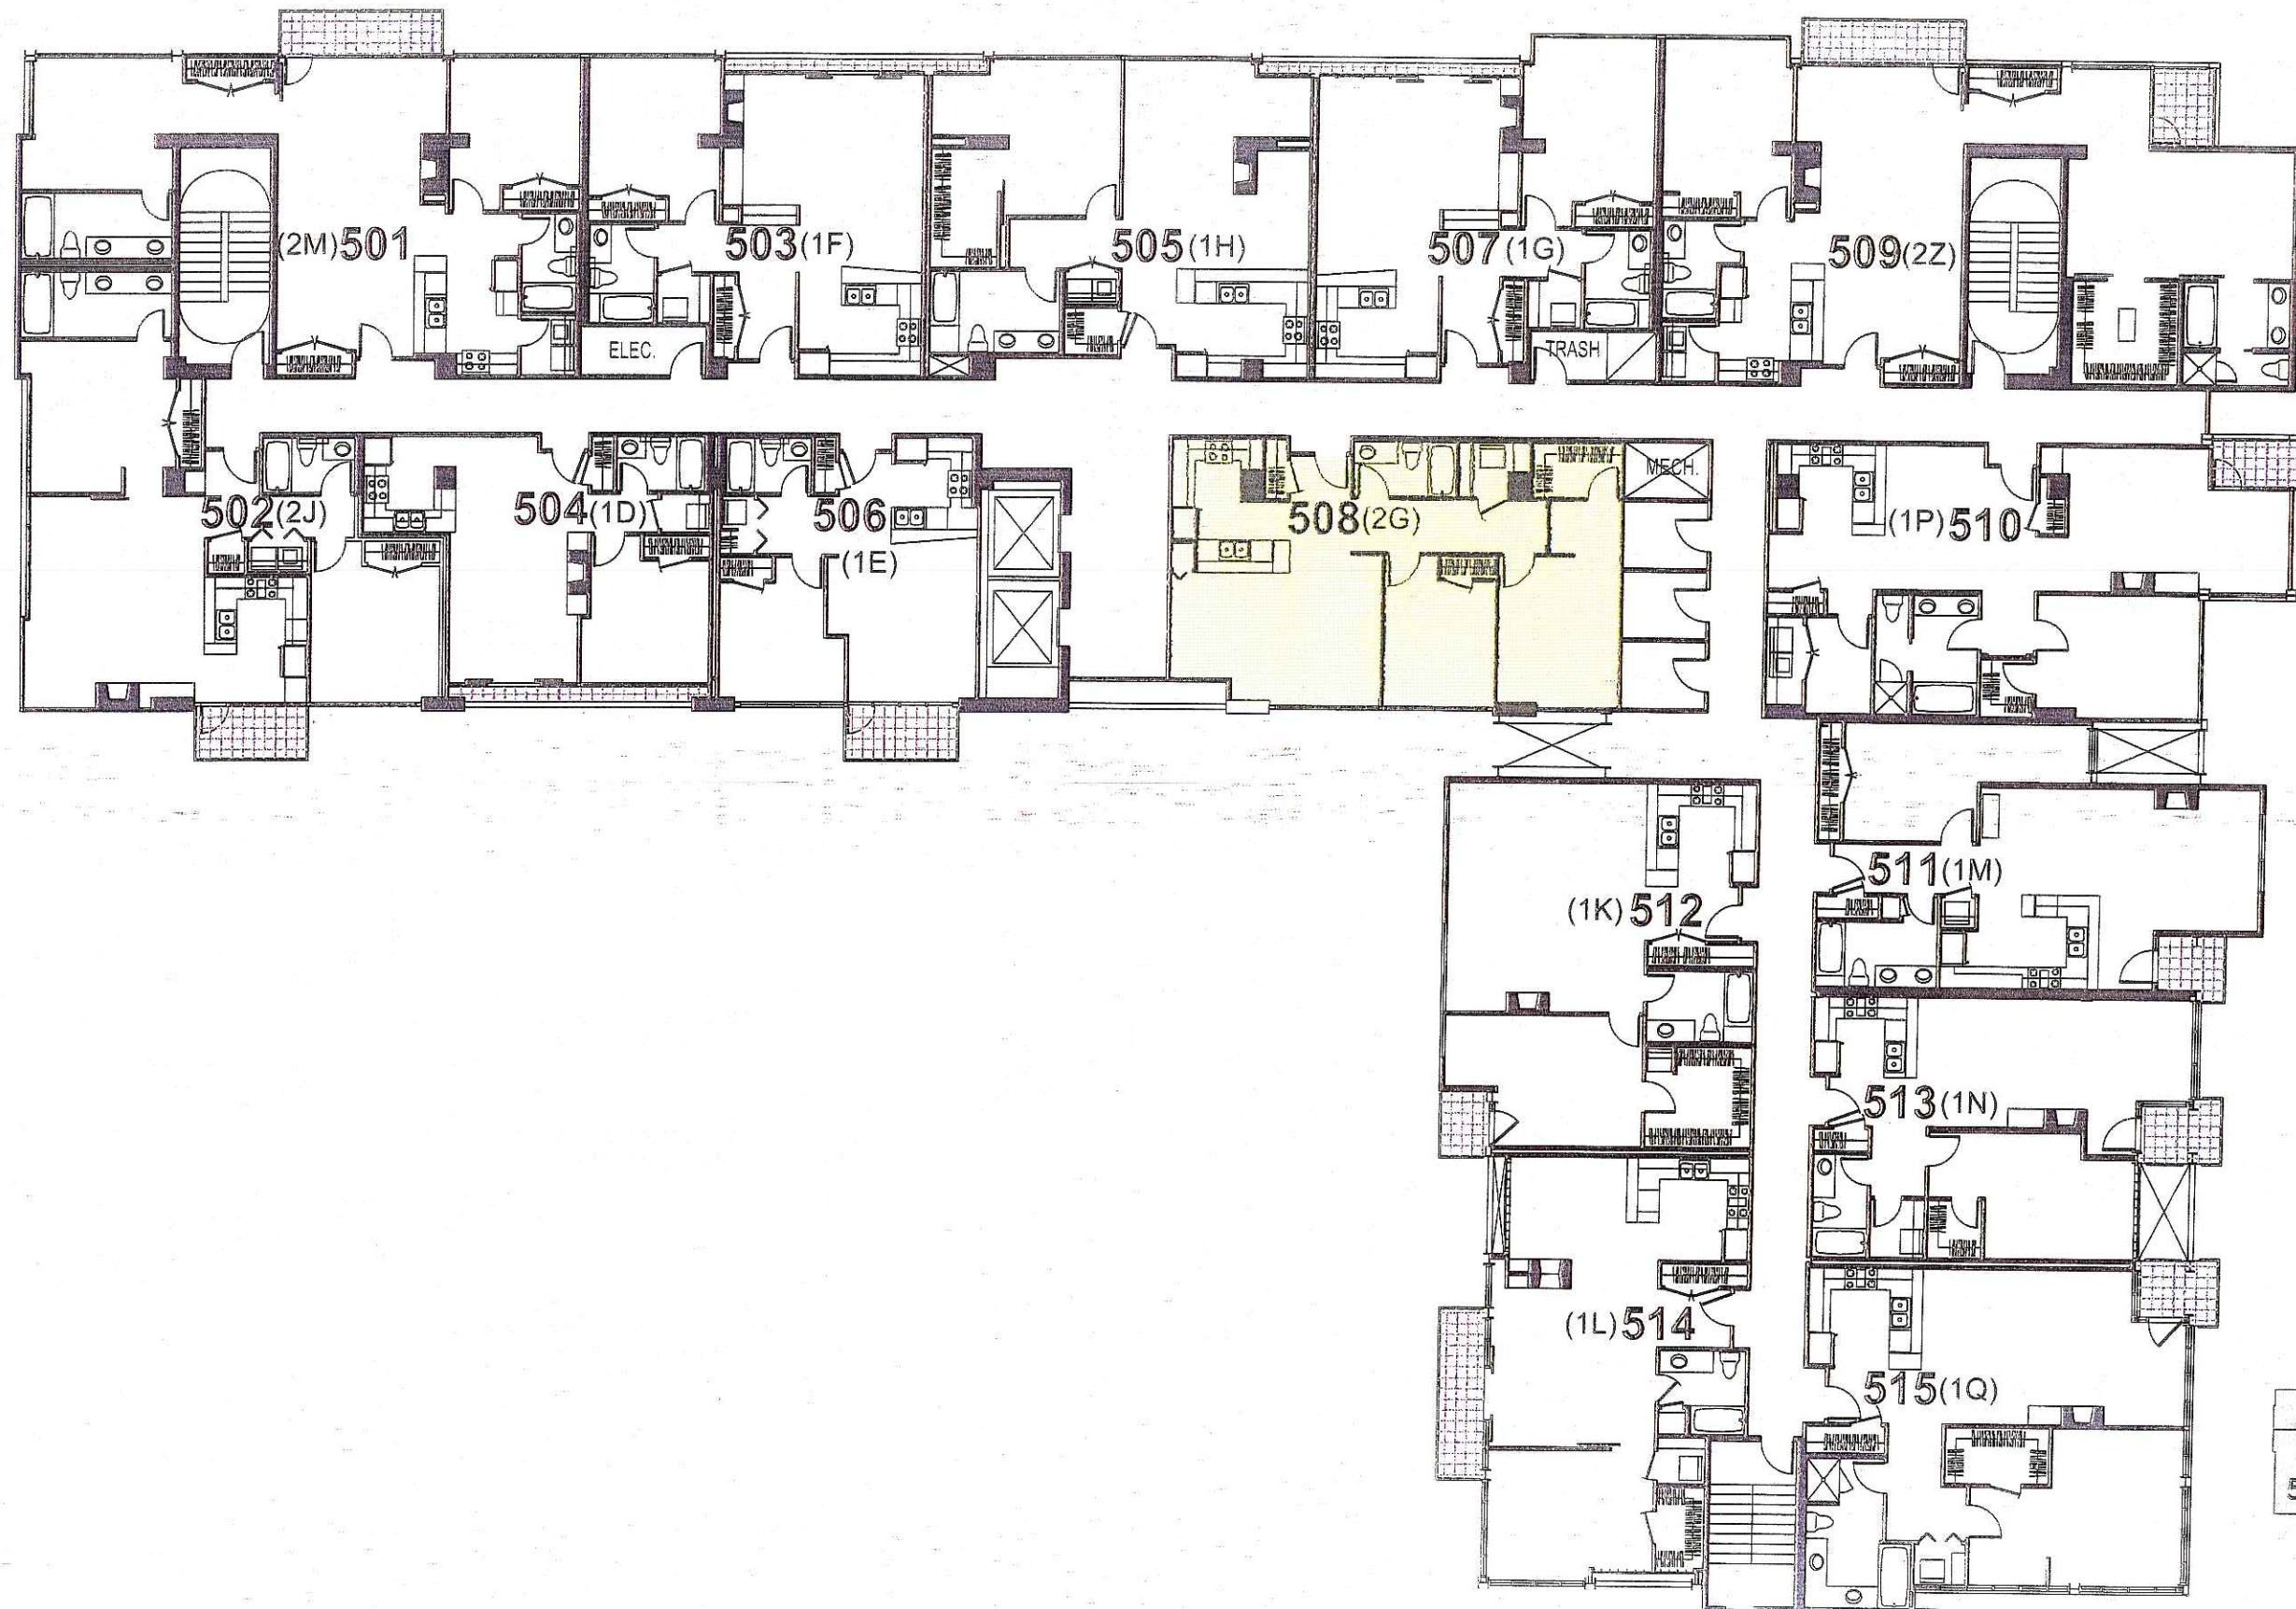 (2M) 501
503 (1F)
505 (1H)
507 (1G)
509 (2Z)
ELEC.
TRASH
502 (2J)
504 (1D)
506
(1E)
508 (2G)
MECH.
(1P) 510
511 (1M)
(1K) 512
513 (1N)
(1L) 514
515 (1Q)
5